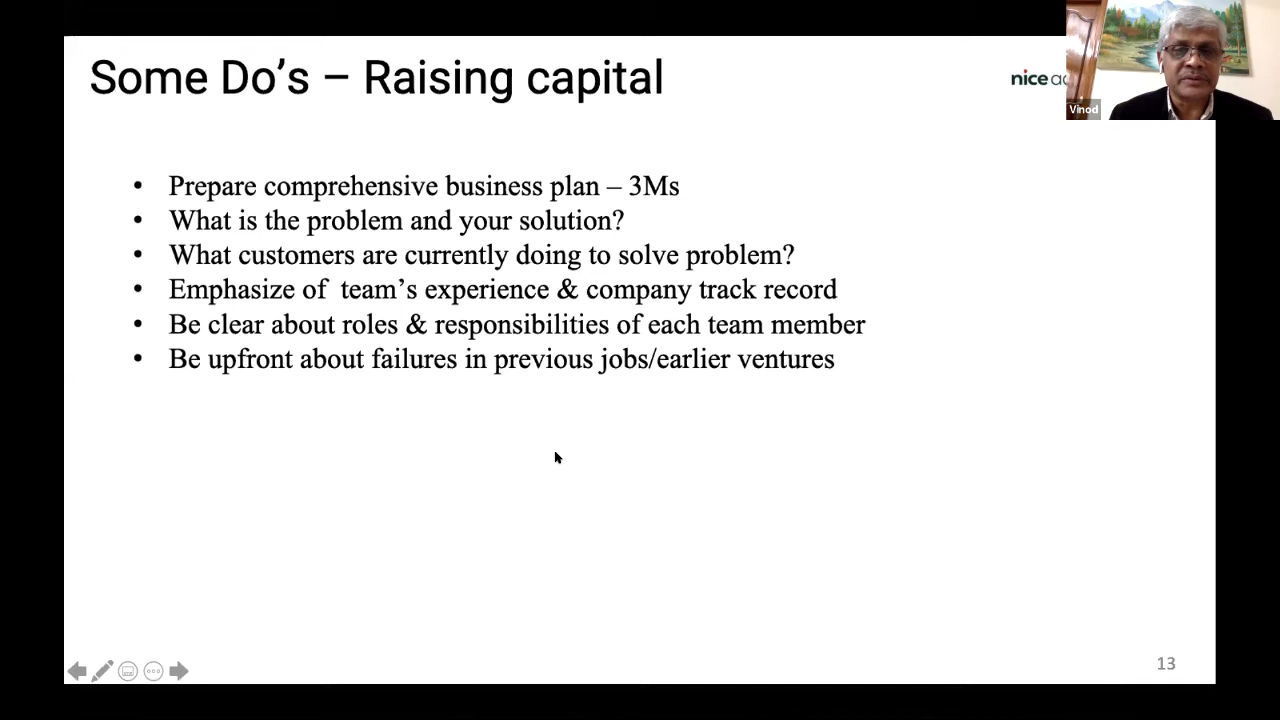 Some Do’s – Raising capital
nice
Vinod
• Prepare comprehensive business plan – 3Ms
• What is the problem and your solution?
• What customers are currently doing to solve problem?
• Emphasize of  team’s experience & company track record
• Be clear about roles & responsibilities of each team member
• Be upfront about failures in previous jobs/earlier ventures
13